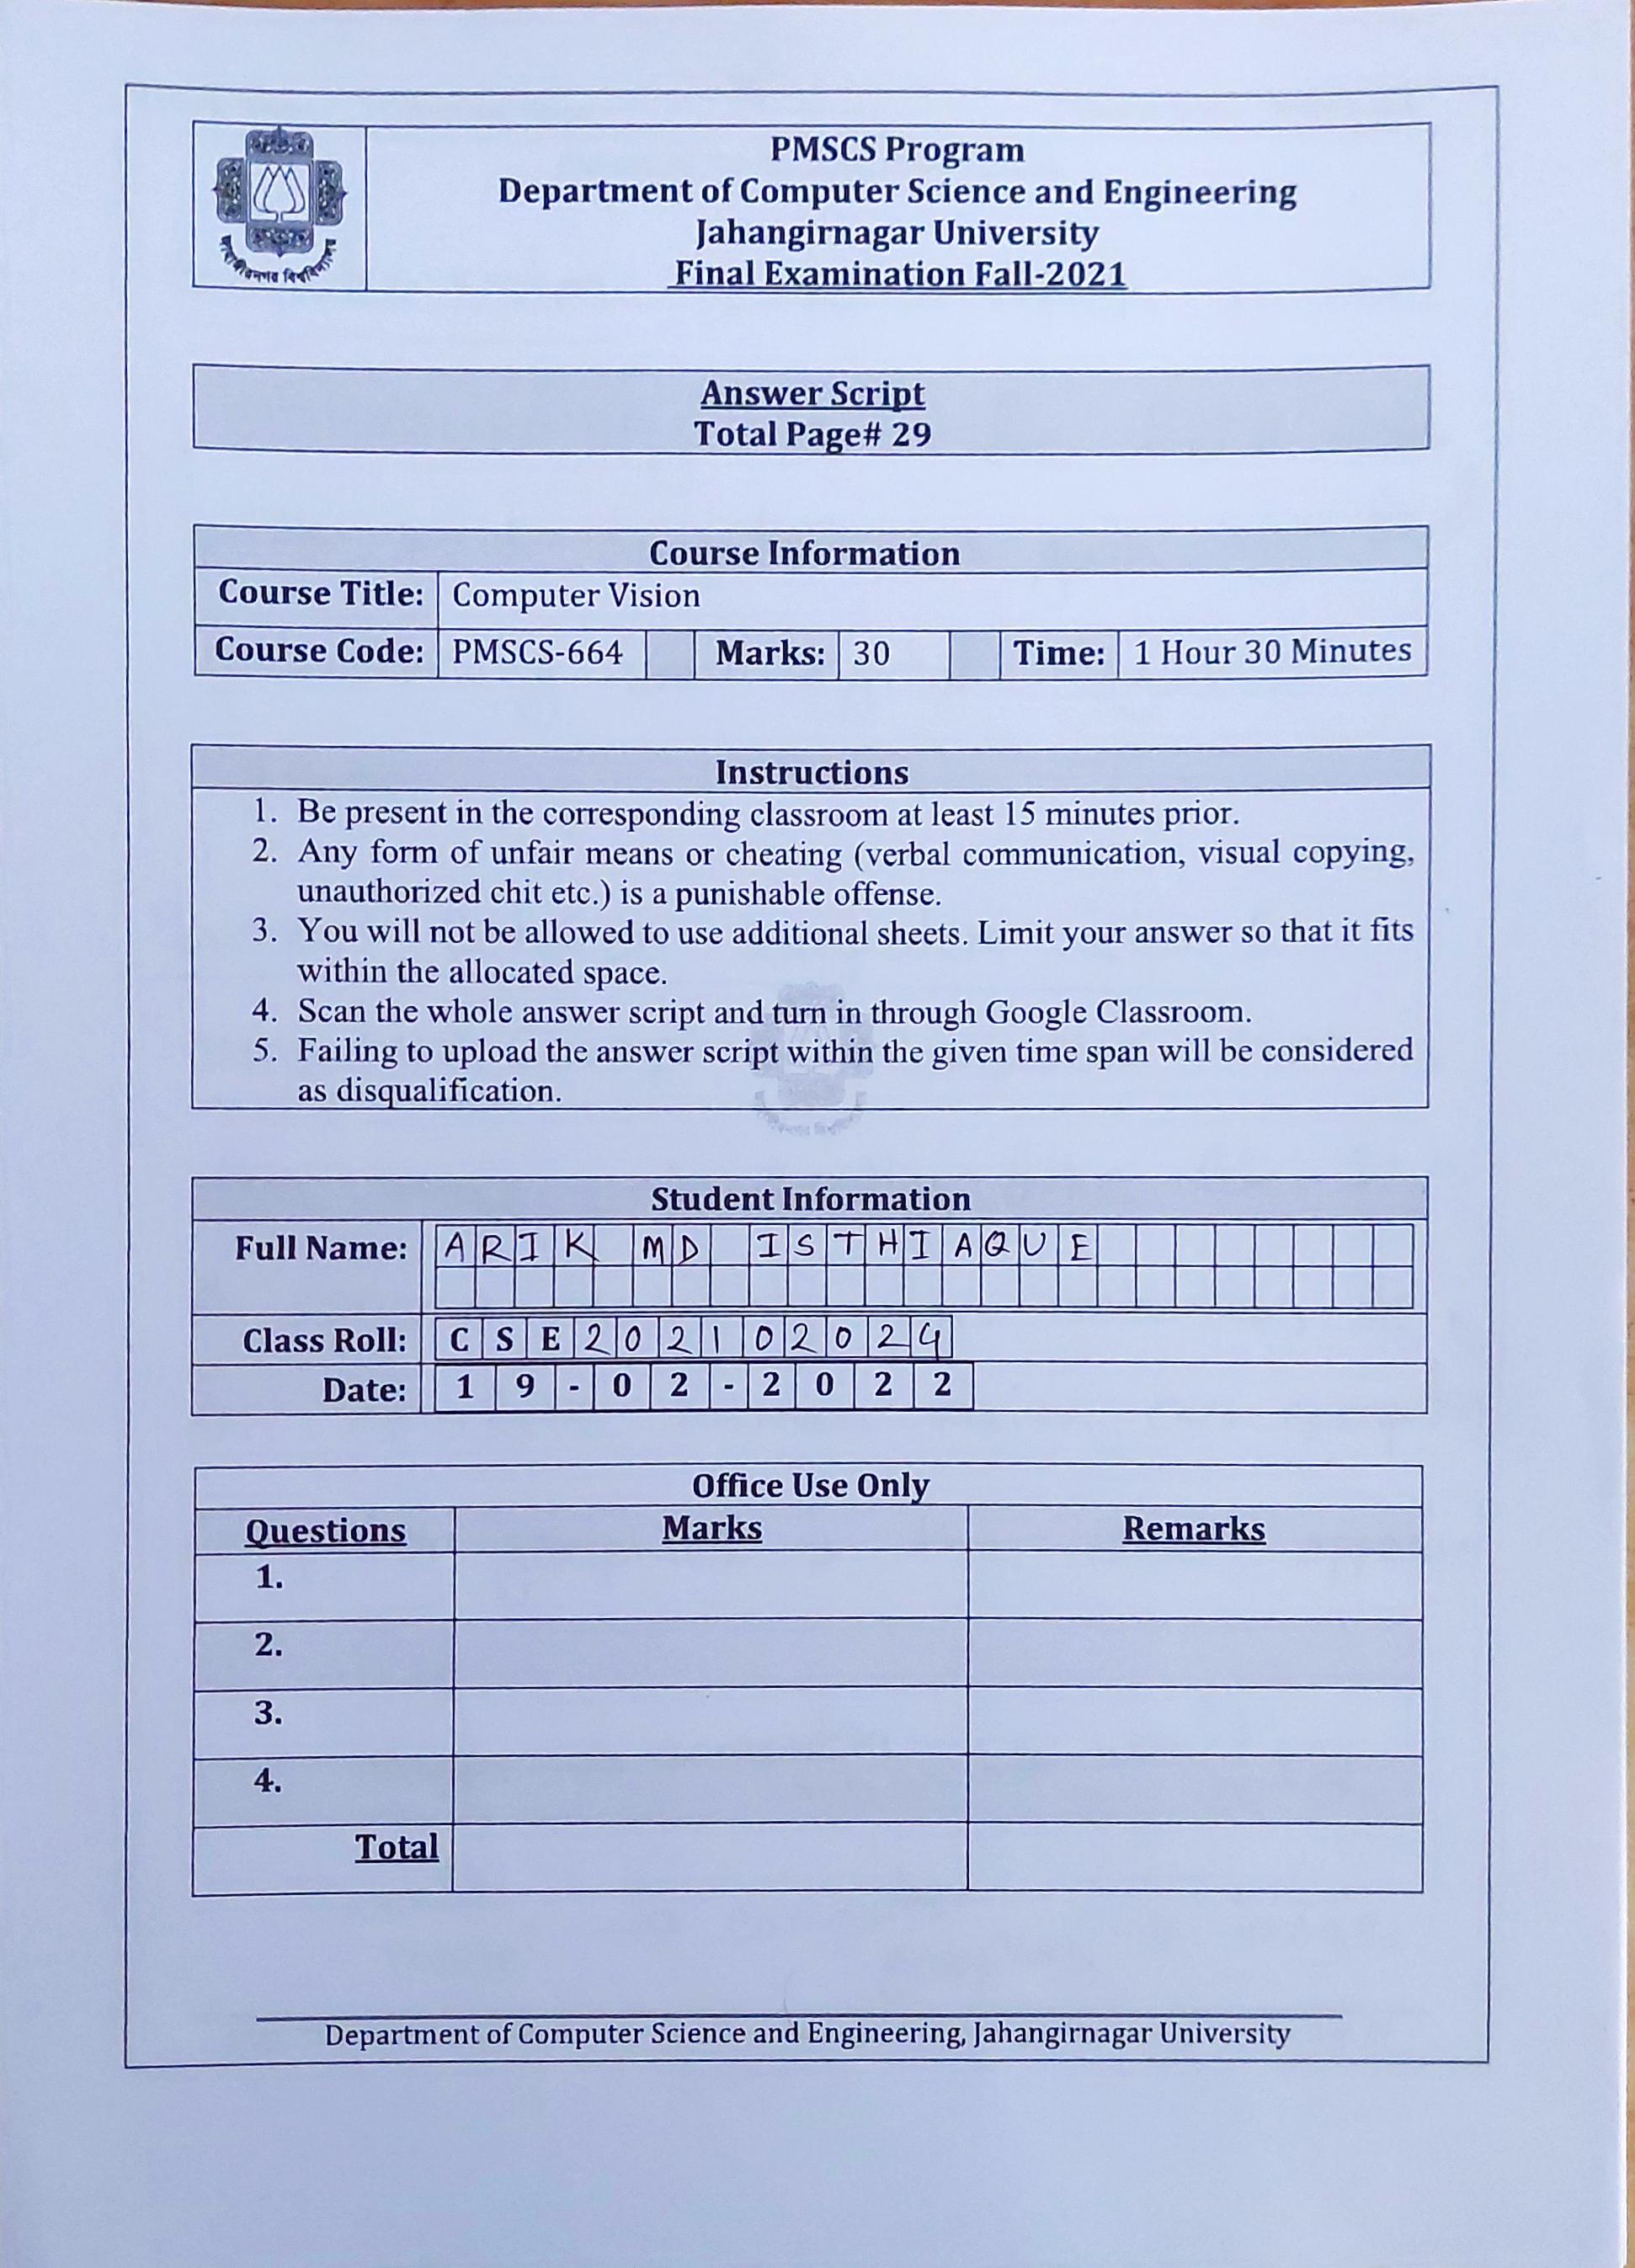 PMSCS Program
Department of Computer Science and Engineering
Jahangirnagar University
Final Examination Fall-2021
জাহাঙ্গীরনগর বিশ্ববিদ্যালয়
Answer Script
Total Page# 29
Course Information
Course Title: Computer Vision
Course Code: PMSCS-664 Marks: 30 Time: 1 Hour 30 Minutes
Instructions
1. Be present in the corresponding classroom at least 15 minutes prior.
2. Any form of unfair means or cheating (verbal communication, visual copying,
unauthorized chit etc.) is a punishable offense.
3. You will not be allowed to use additional sheets. Limit your answer so that it fits
within the allocated space.
4. Scan the whole answer script and turn in through Google Classroom.
5. Failing to upload the answer script within the given time span will be considered
as disqualification.
Student Information
Full Name: ARIK MD ISTHIAQUE
Class Roll: CSE202102024
Date: 19-02-2022
Office Use Only
Questions Marks Remarks
1.
2.
3.
4.
Total
Department of Computer Science and Engineering, Jahangirnagar University